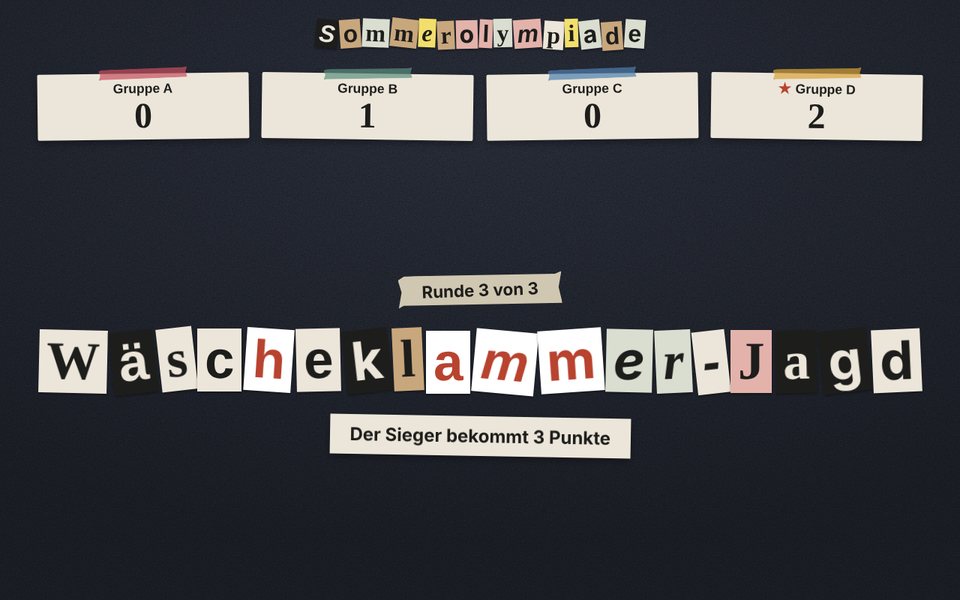 Sommerolympiade
Gruppe A
0
Gruppe B
1
Gruppe C
0
★ Gruppe D
2
Runde 3 von 3
Wäscheklammer-Jagd
Der Sieger bekommt 3 Punkte